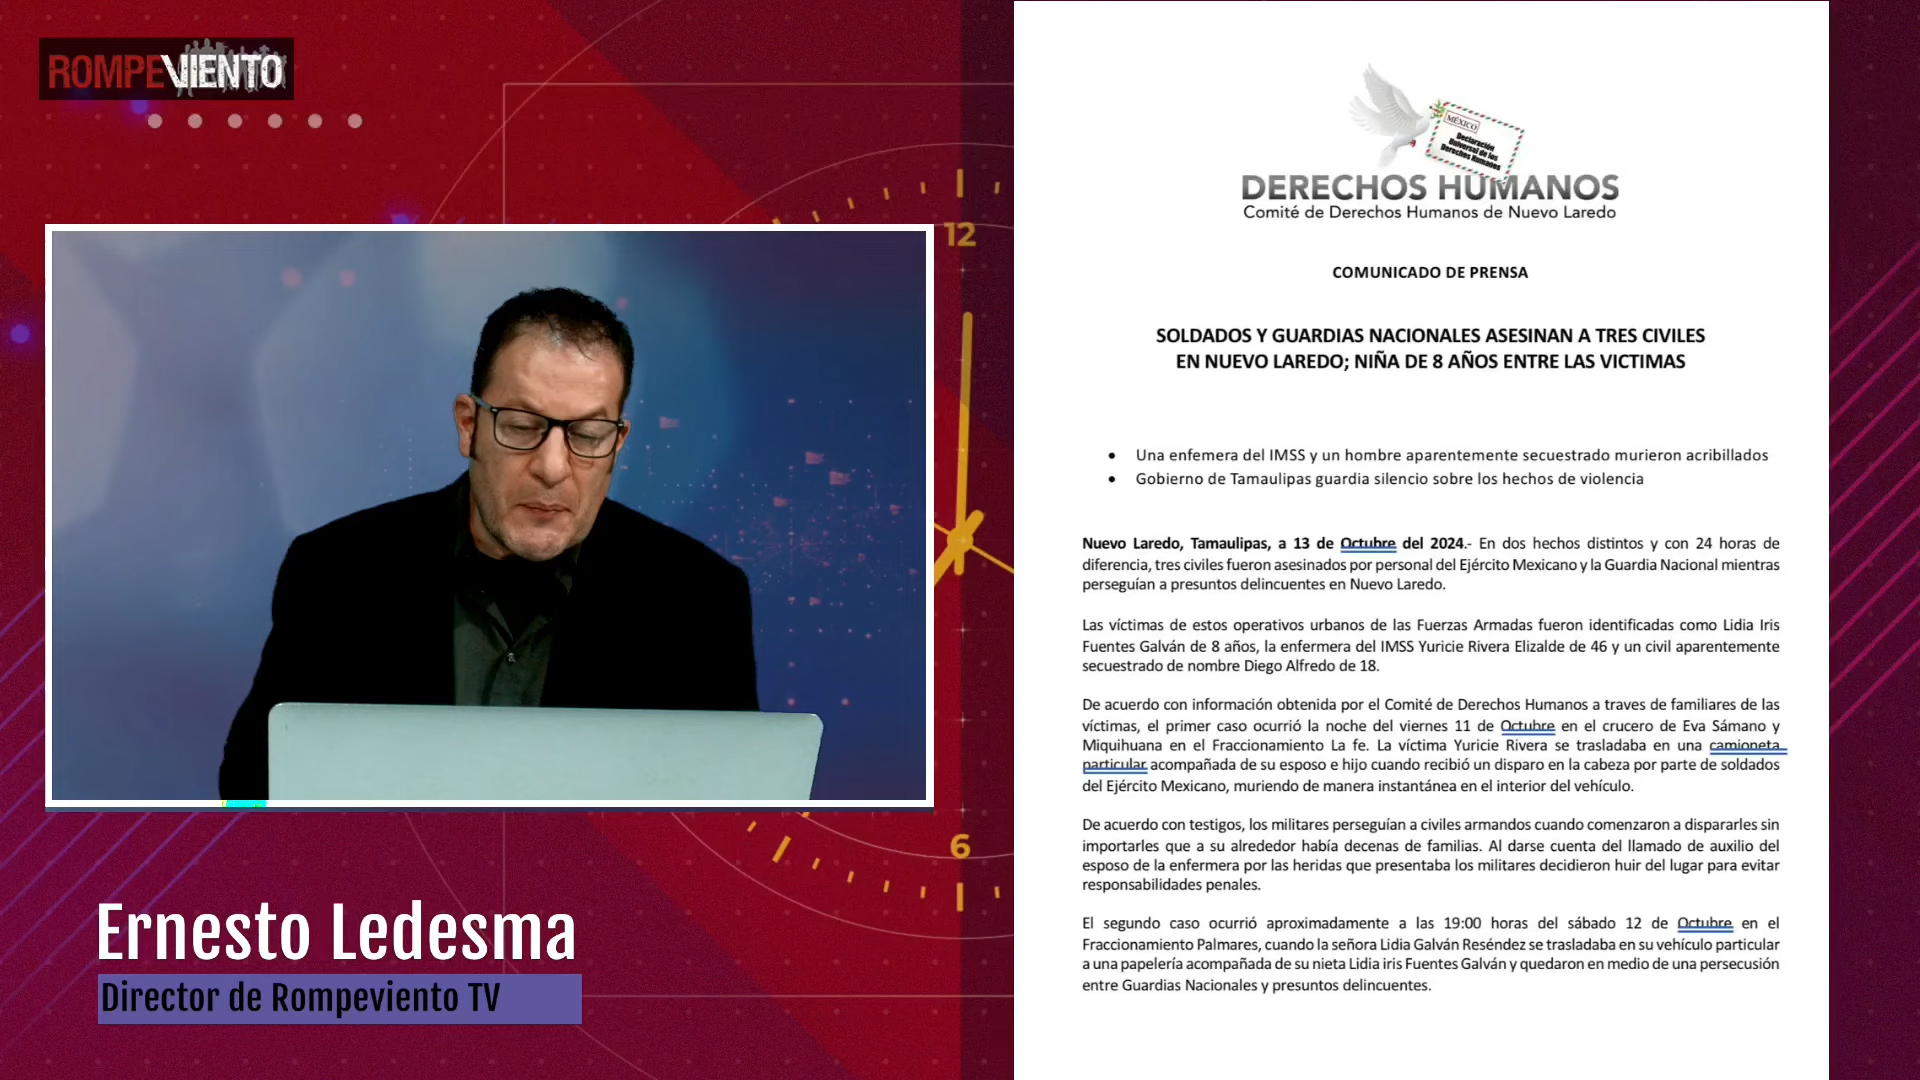 ROMPEVIENTO
12
6
Ernesto Ledesma
Director de Rompeviento TV
MÉXICO
Declaración
Universal de los
Derechos Humanos
DERECHOS HUMANOS
Comité de Derechos Humanos de Nuevo Laredo
COMUNICADO DE PRENSA
SOLDADOS Y GUARDIAS NACIONALES ASESINAN A TRES CIVILES
EN NUEVO LAREDO; NIÑA DE 8 AÑOS ENTRE LAS VICTIMAS
• Una enfemera del IMSS y un hombre aparentemente secuestrado murieron acribillados
• Gobierno de Tamaulipas guardia silencio sobre los hechos de violencia
Nuevo Laredo, Tamaulipas, a 13 de Octubre del 2024.- En dos hechos distintos y con 24 horas de
diferencia, tres civiles fueron asesinados por personal del Ejército Mexicano y la Guardia Nacional mientras
perseguían a presuntos delincuentes en Nuevo Laredo.
Las víctimas de estos operativos urbanos de las Fuerzas Armadas fueron identificadas como Lidia Iris
Fuentes Galván de 8 años, la enfermera del IMSS Yuricie Rivera Elizalde de 46 y un civil aparentemente
secuestrado de nombre Diego Alfredo de 18.
De acuerdo con información obtenida por el Comité de Derechos Humanos a traves de familiares de las
víctimas, el primer caso ocurrió la noche del viernes 11 de Octubre en el crucero de Eva Sámano y
Miquihuana en el Fraccionamiento La fe. La víctima Yuricie Rivera se trasladaba en una camioneta
particular acompañada de su esposo e hijo cuando recibió un disparo en la cabeza por parte de soldados
del Ejército Mexicano, muriendo de manera instantánea en el interior del vehículo.
De acuerdo con testigos, los militares perseguían a civiles armandos cuando comenzaron a dispararles sin
importarles que a su alrededor había decenas de familias. Al darse cuenta del llamado de auxilio del
esposo de la enfermera por las heridas que presentaba los militares decidieron huir del lugar para evitar
responsabilidades penales.
El segundo caso ocurrió aproximadamente a las 19:00 horas del sábado 12 de Octubre en el
Fraccionamiento Palmares, cuando la señora Lidia Galván Reséndez se trasladaba en su vehículo particular
a una papelería acompañada de su nieta Lidia iris Fuentes Galván y quedaron en medio de una persecusión
entre Guardias Nacionales y presuntos delincuentes.